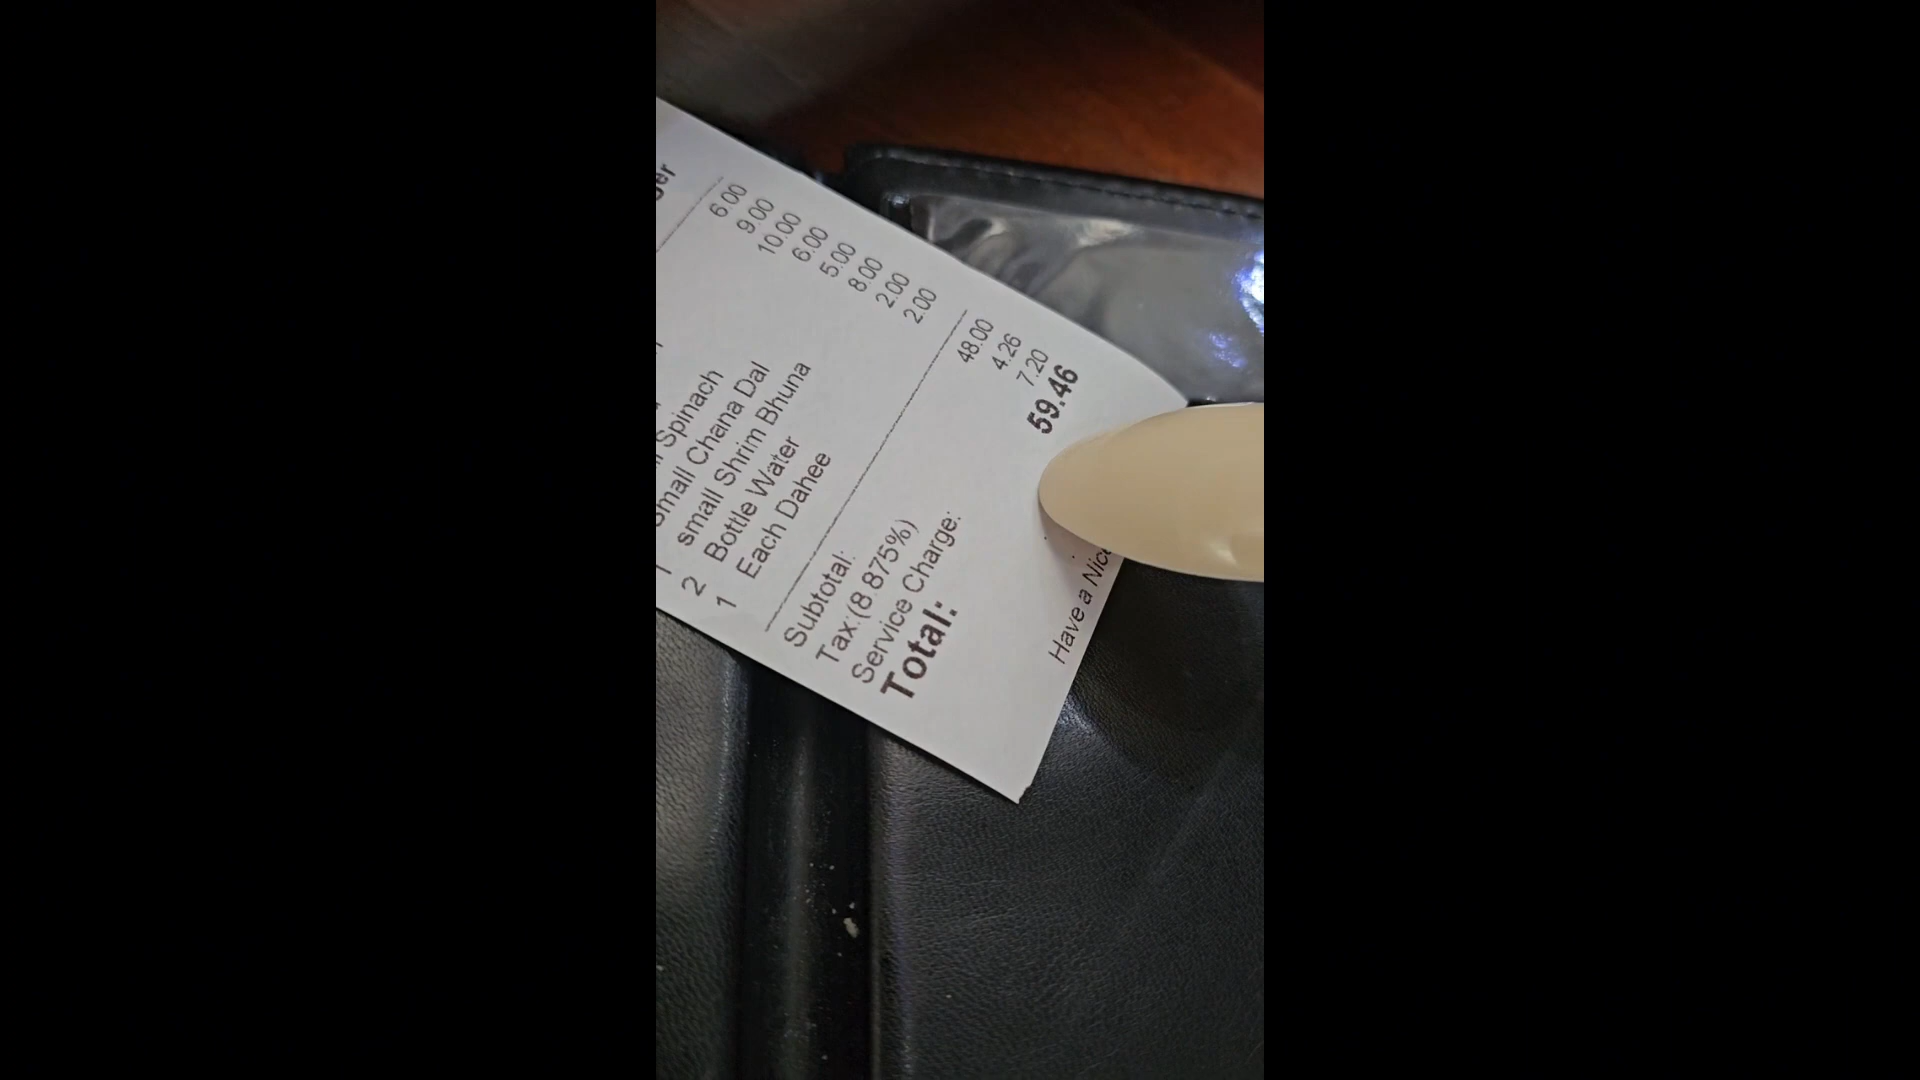 ger
6.00
9.00
10.00
6.00
Spinach 5.00
Small Chana Dal 8.00
small Shrim Bhuna 2.00
2 Bottle Water 2.00
1 Each Dahee
Subtotal: 48.00
Tax:(8.875%) 4.26
Service Charge: 7.20
Total: 59.46
Have a Nice